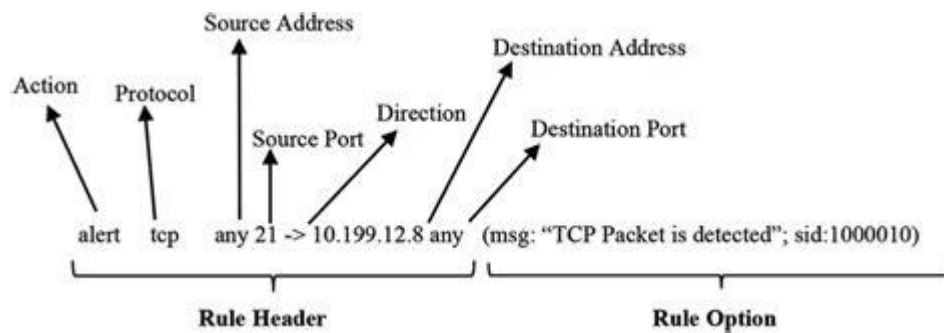 Source Address
Destination Address
Action
Protocol
Direction
Source Port
Destination Port
alert tcp any 21 -> 10.199.12.8 any (msg: “TCP Packet is detected”; sid:1000010)
Rule Header
Rule Option